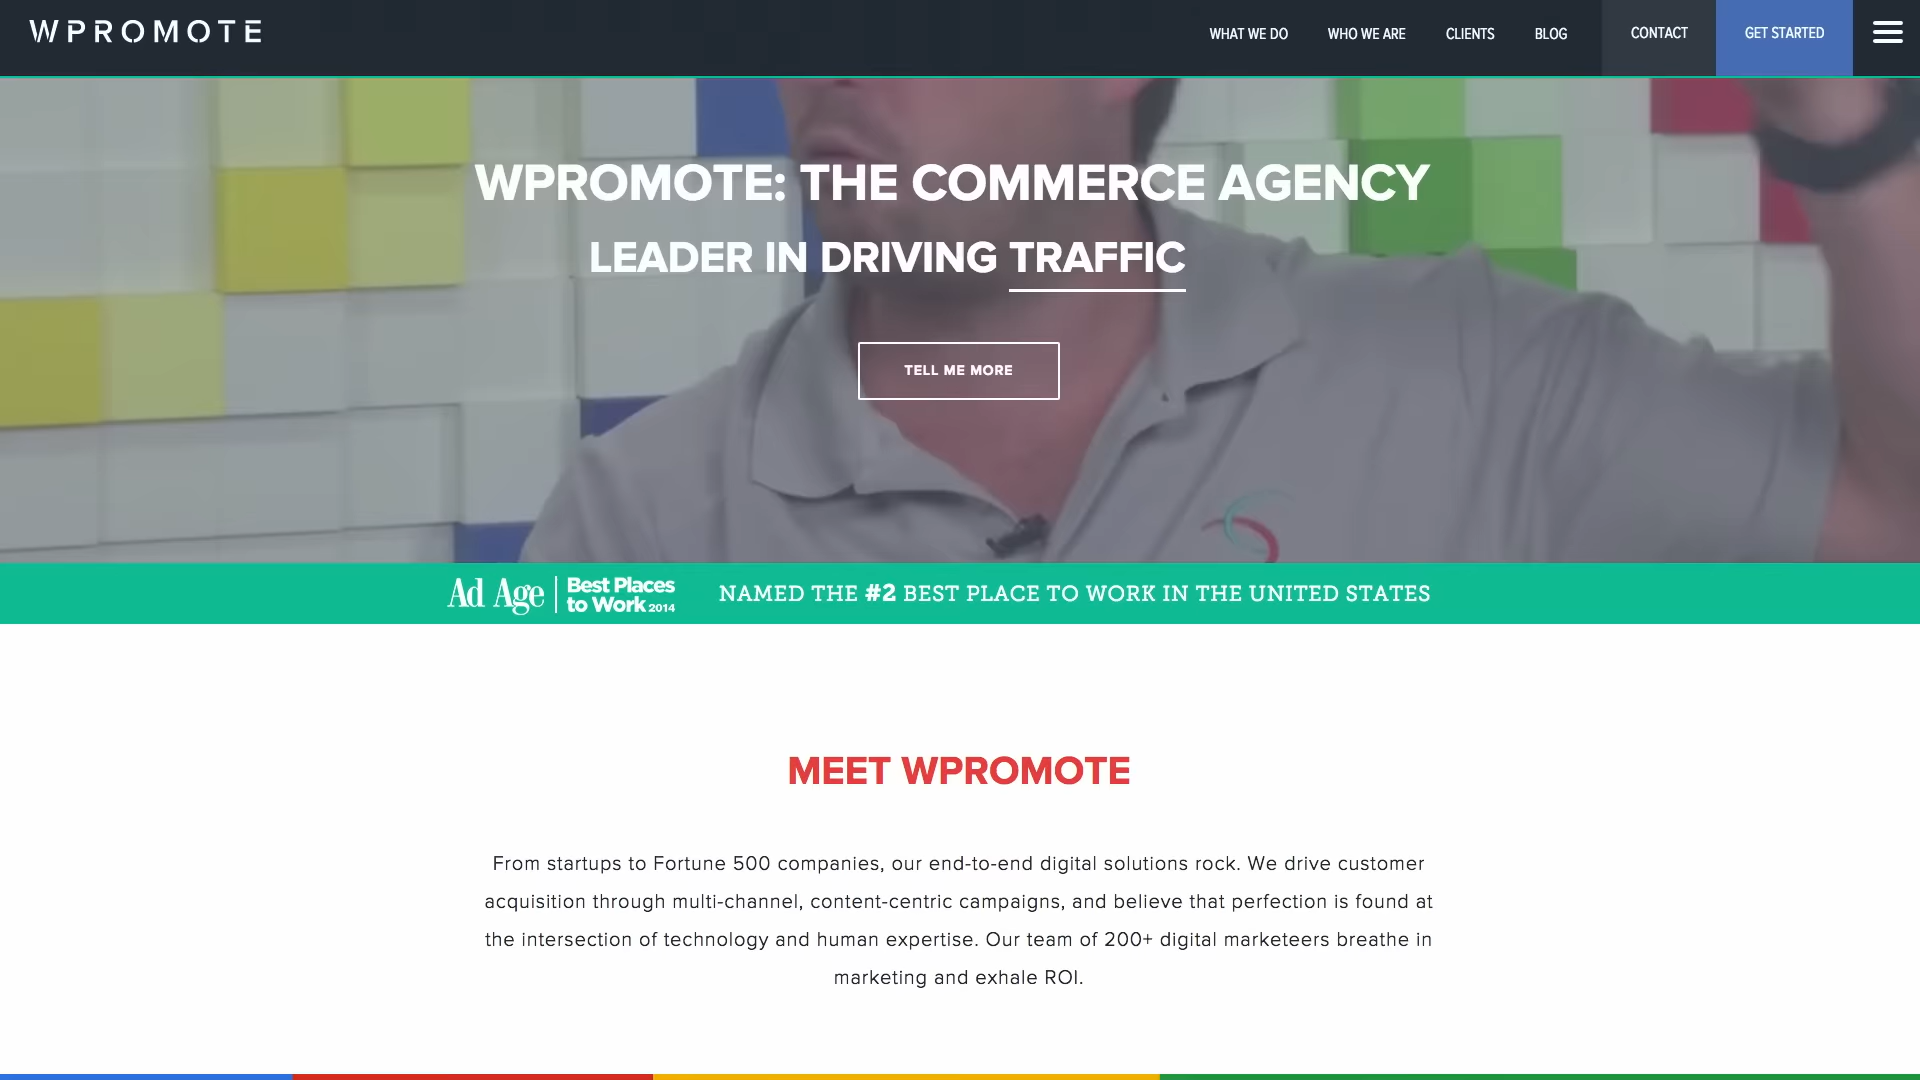 WPROMOTE
WHAT WE DO WHO WE ARE CLIENTS BLOG CONTACT GET STARTED
WPROMOTE: THE COMMERCE AGENCY
LEADER IN DRIVING TRAFFIC
TELL ME MORE
Ad Age Best Places to Work 2014
NAMED THE #2 BEST PLACE TO WORK IN THE UNITED STATES
MEET WPROMOTE
From startups to Fortune 500 companies, our end-to-end digital solutions rock. We drive customer
acquisition through multi-channel, content-centric campaigns, and believe that perfection is found at
the intersection of technology and human expertise. Our team of 200+ digital marketeers breathe in
marketing and exhale ROI.